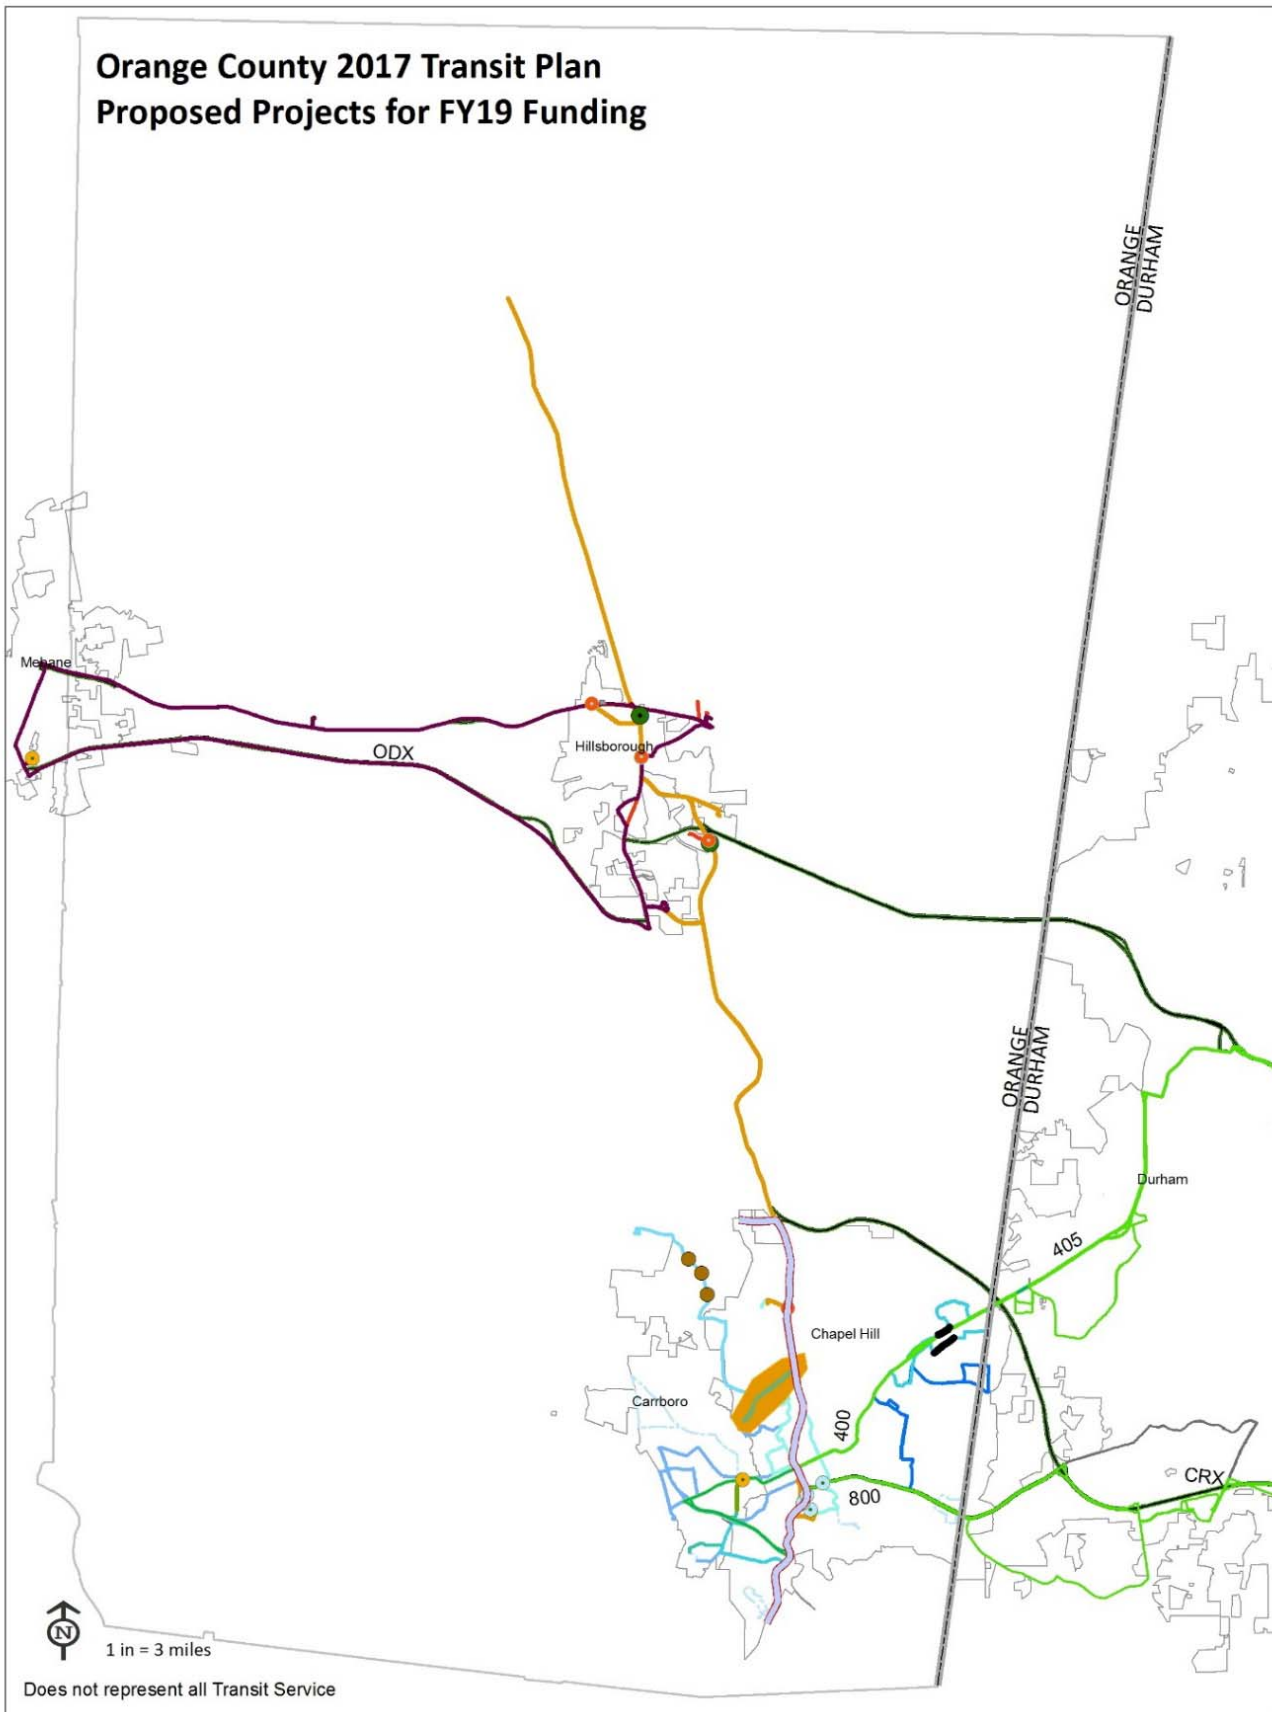 Orange County 2017 Transit Plan
Proposed Projects for FY19 Funding
ORANGE
DURHAM
Mebane
ODX
Hillsborough
ORANGE
DURHAM
Durham
405
Chapel Hill
Carrboro
400
CRX
800
N
1 in = 3 miles
Does not represent all Transit Service